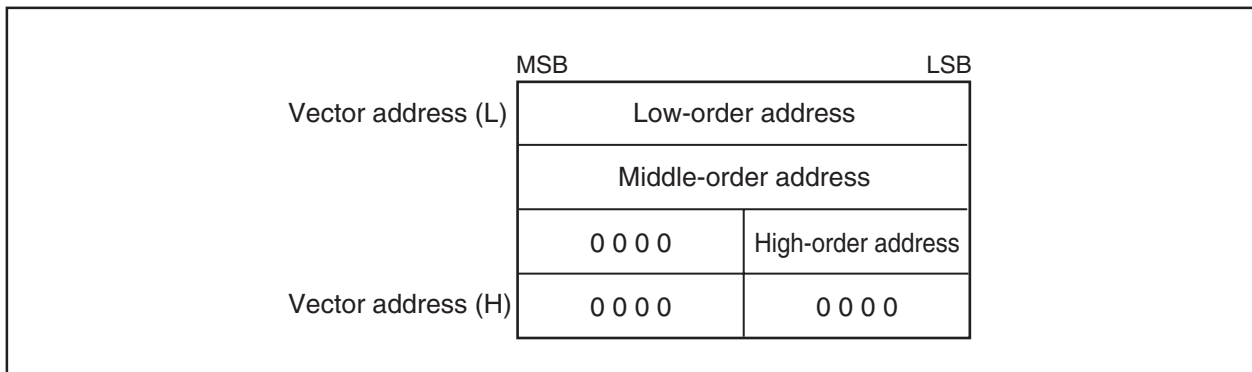 MSB LSB
Vector address (L) Low-order address
Middle-order address
0 0 0 0 High-order address
Vector address (H) 0 0 0 0 0 0 0 0